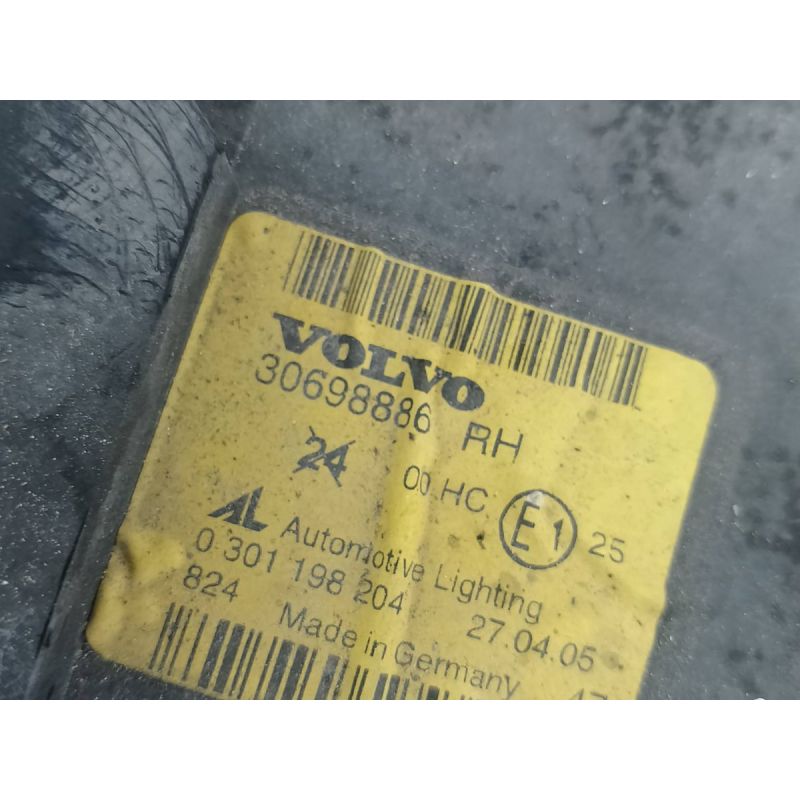 VOLVO
30698886 RH
24 00 HC E1 25
AL Automotive Lighting
0 301 198 204 27.04.05
824 Made in Germany